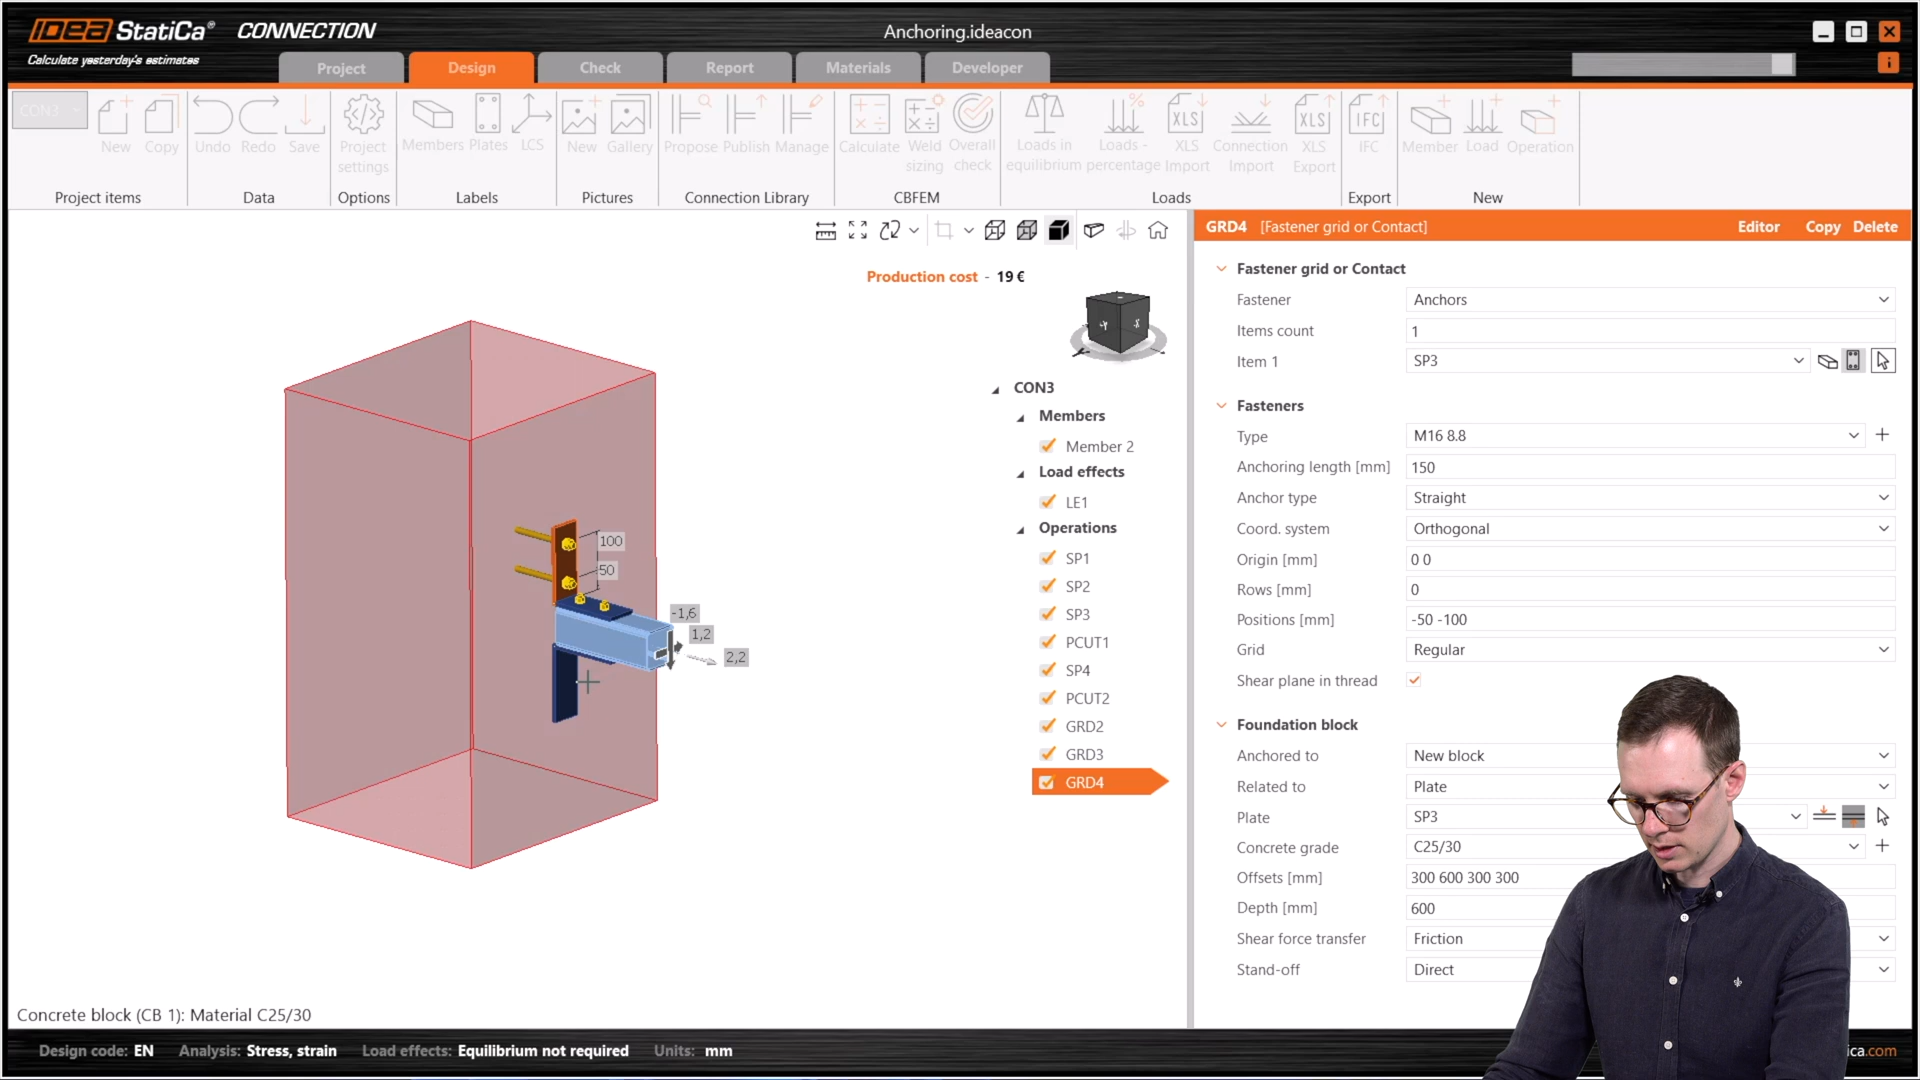 IDEA StatiCa® CONNECTION
Calculate yesterday's estimates
Anchoring.ideacon
Project Design Check Report Materials Developer
CON3
New Copy Undo Redo Save Project settings Members Plates LCS New Gallery Propose Publish Manage Calculate Weld sizing Overall check Loads in equilibrium Loads - percentage XLS Import Connection Import XLS Export IFC Member Load Operation
Project items Data Options Labels Pictures Connection Library CBFEM Loads Export New
Production cost - 19 €
-Y -X
100
50
-1,6
1,2
2,2
CON3
Members
Member 2
Load effects
LE1
Operations
SP1
SP2
SP3
PCUT1
SP4
PCUT2
GRD2
GRD3
GRD4
GRD4 [Fastener grid or Contact] Editor Copy Delete
Fastener grid or Contact
Fastener Anchors
Items count 1
Item 1 SP3
Fasteners
Type M16 8.8
Anchoring length [mm] 150
Anchor type Straight
Coord. system Orthogonal
Origin [mm] 0 0
Rows [mm] 0
Positions [mm] -50 -100
Grid Regular
Shear plane in thread
Foundation block
Anchored to New block
Related to Plate
Plate SP3
Concrete grade C25/30
Offsets [mm] 300 600 300 300
Depth [mm] 600
Shear force transfer Friction
Stand-off Direct
Concrete block (CB 1): Material C25/30
Design code: EN Analysis: Stress, strain Load effects: Equilibrium not required Units: mm
ica.com